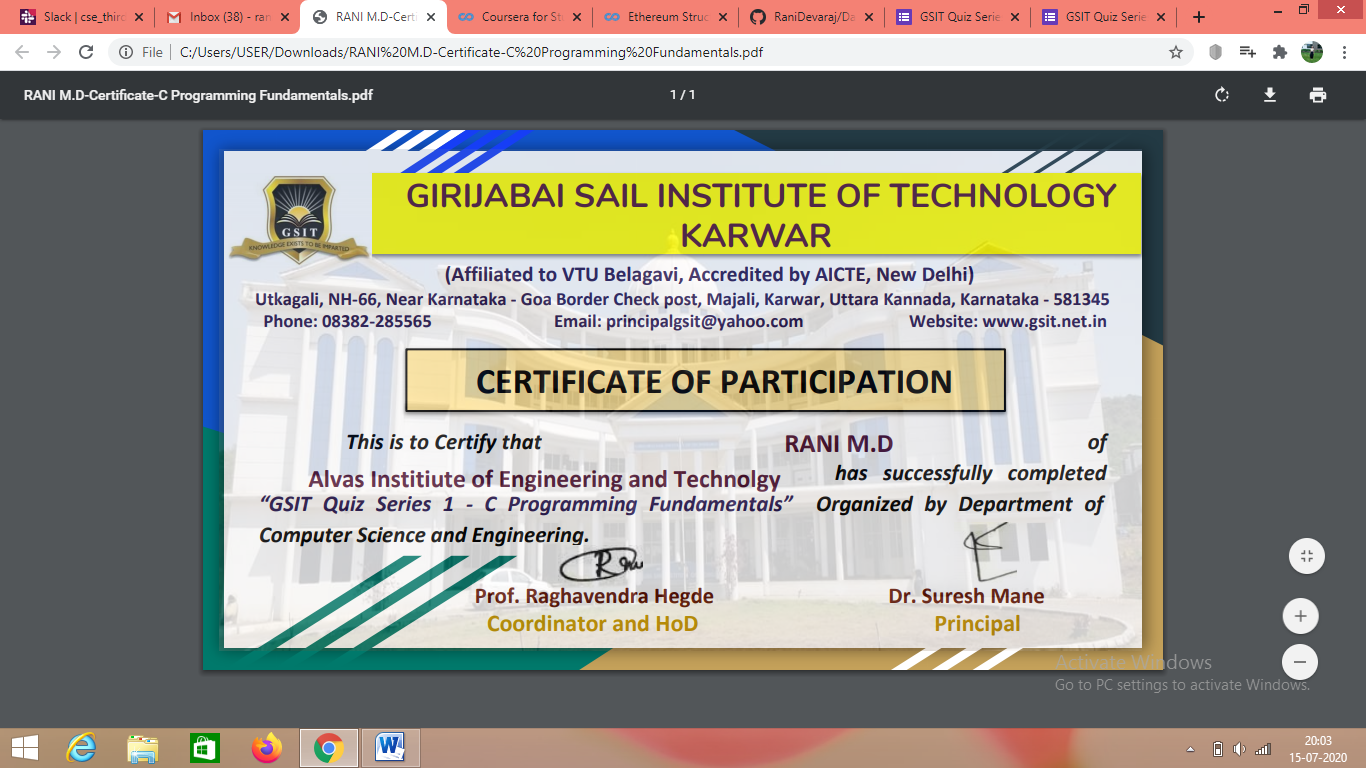 Slack | cse_third
Inbox (38) - ran
RANI M.D-Certi
Coursera for St
Ethereum Struc
RaniDevaraj/Da
GSIT Quiz Serie
GSIT Quiz Serie
File
C:/Users/USER/Downloads/RANI%20M.D-Certificate-C%20Programming%20Fundamentals.pdf
RANI M.D-Certificate-C Programming Fundamentals.pdf
1 / 1
GSIT
KNOWLEDGE EXISTS TO BE IMPARTED
GIRIJABAI SAIL INSTITUTE OF TECHNOLOGY
KARWAR
(Affiliated to VTU Belagavi, Accredited by AICTE, New Delhi)
Utkagali, NH-66, Near Karnataka - Goa Border Check post, Majali, Karwar, Uttara Kannada, Karnataka - 581345
Phone: 08382-285565 Email: principalgsit@yahoo.com Website: www.gsit.net.in
CERTIFICATE OF PARTICIPATION
This is to Certify that RANI M.D of
Alvas Institute of Engineering and Technolgy has successfully completed
“GSIT Quiz Series 1 - C Programming Fundamentals” Organized by Department of
Computer Science and Engineering.
Prof. Raghavendra Hegde
Coordinator and HoD
Dr. Suresh Mane
Principal
Activate Windows
Go to PC settings to activate Windows.
20:03
15-07-2020